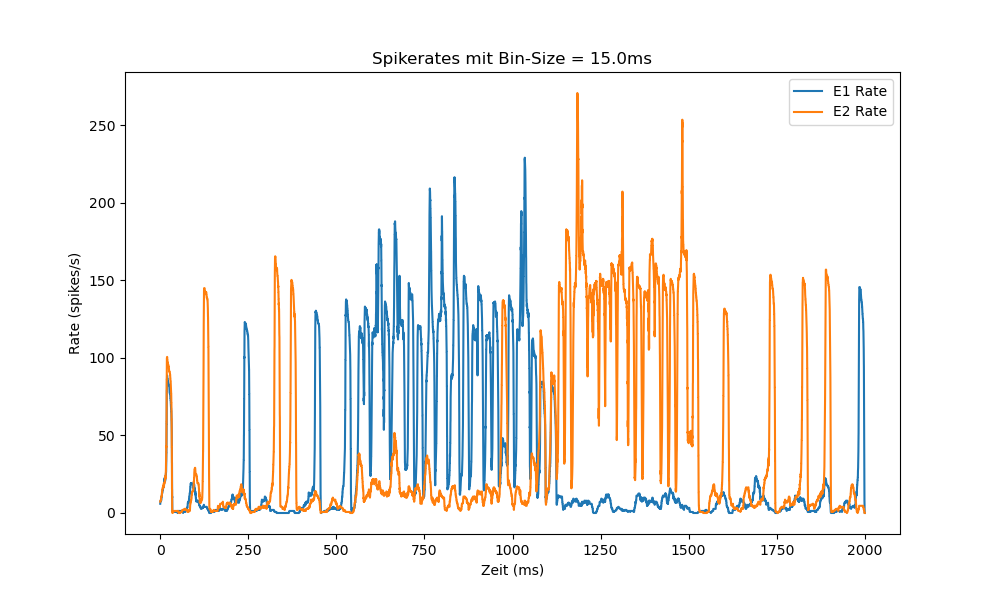 Spikerates mit Bin-Size = 15.0ms
E1 Rate
E2 Rate
Rate (spikes/s)
250
200
150
100
50
0
0 250 500 750 1000 1250 1500 1750 2000
Zeit (ms)